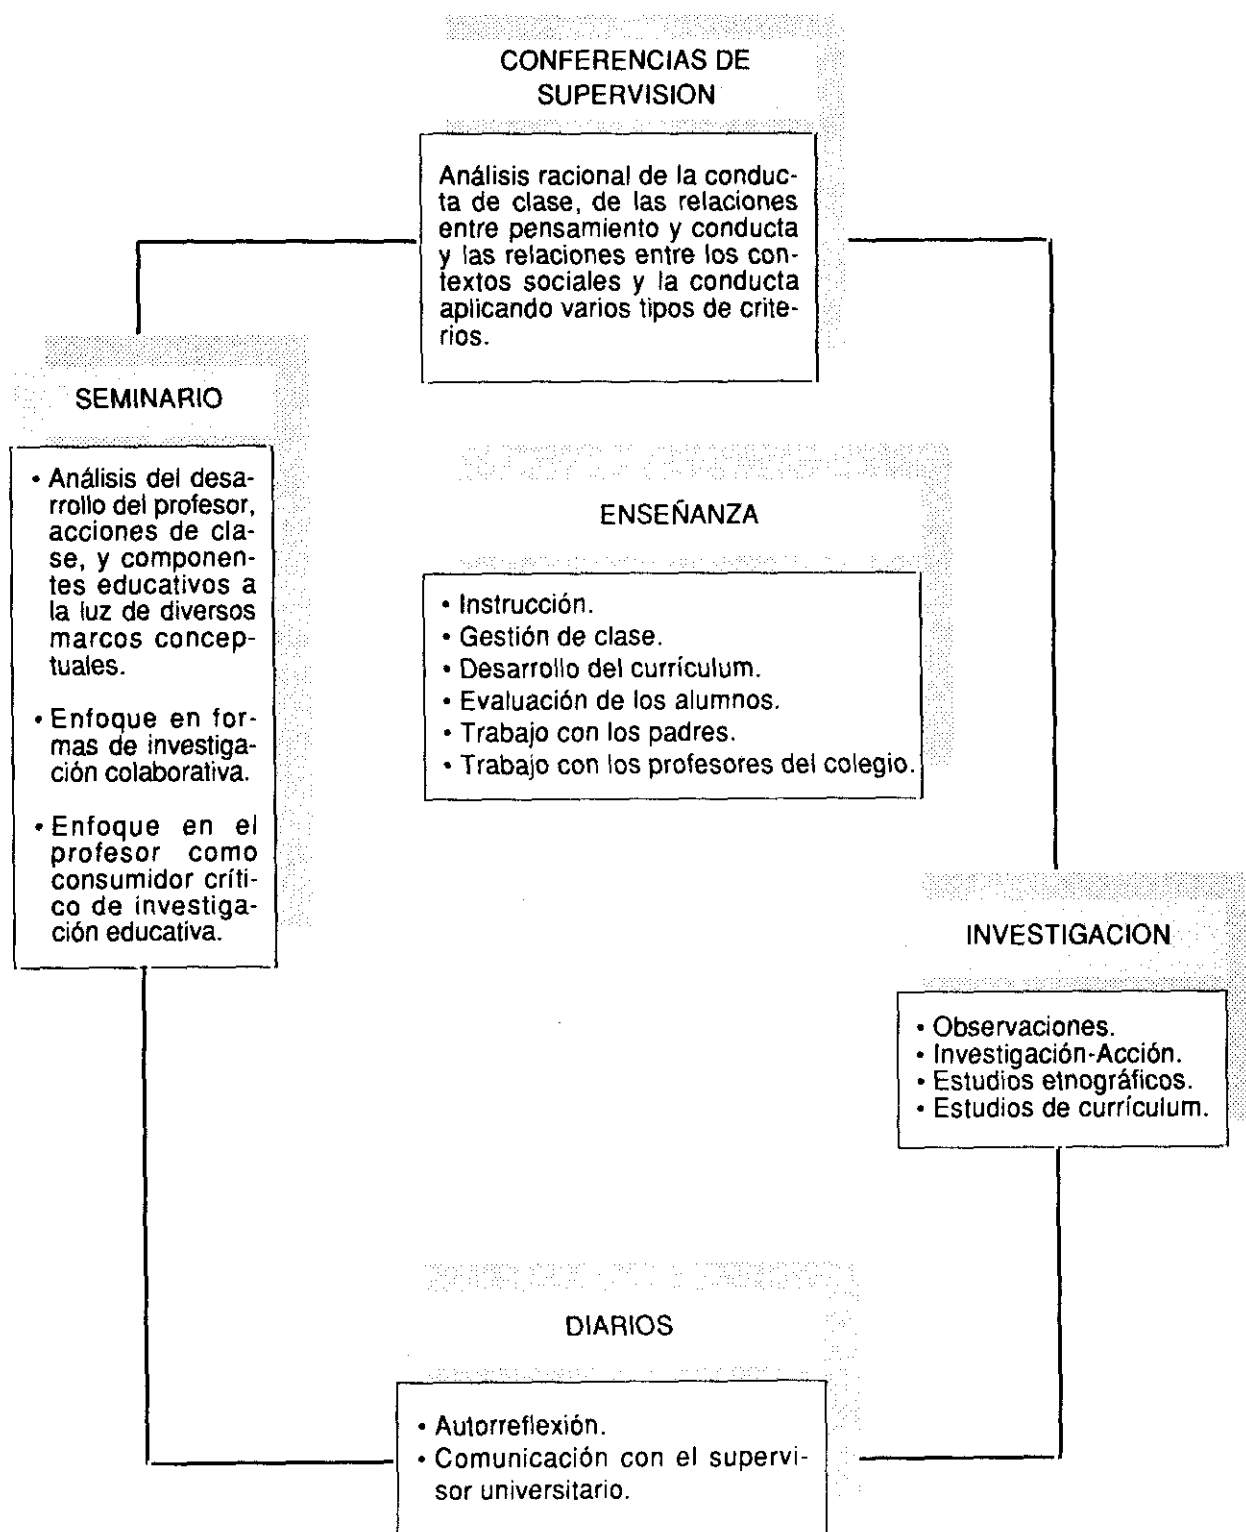 CONFERENCIAS DE
SUPERVISION
Análisis racional de la conduc-
ta de clase, de las relaciones
entre pensamiento y conducta
y las relaciones entre los con-
textos sociales y la conducta
aplicando varios tipos de crite-
rios.
SEMINARIO
• Análisis del desa-
rrollo del profesor,
acciones de cla-
se, y componen-
tes educativos a
la luz de diversos
marcos concep-
tuales.
• Enfoque en for-
mas de investiga-
ción colaborativa.
• Enfoque en el
profesor como
consumidor críti-
co de investiga-
ción educativa.
ENSEÑANZA
• Instrucción.
• Gestión de clase.
• Desarrollo del currículum.
• Evaluación de los alumnos.
• Trabajo con los padres.
• Trabajo con los profesores del colegio.
INVESTIGACION
• Observaciones.
• Investigación-Acción.
• Estudios etnográficos.
• Estudios de currículum.
DIARIOS
• Autorreflexión.
• Comunicación con el supervi-
sor universitario.